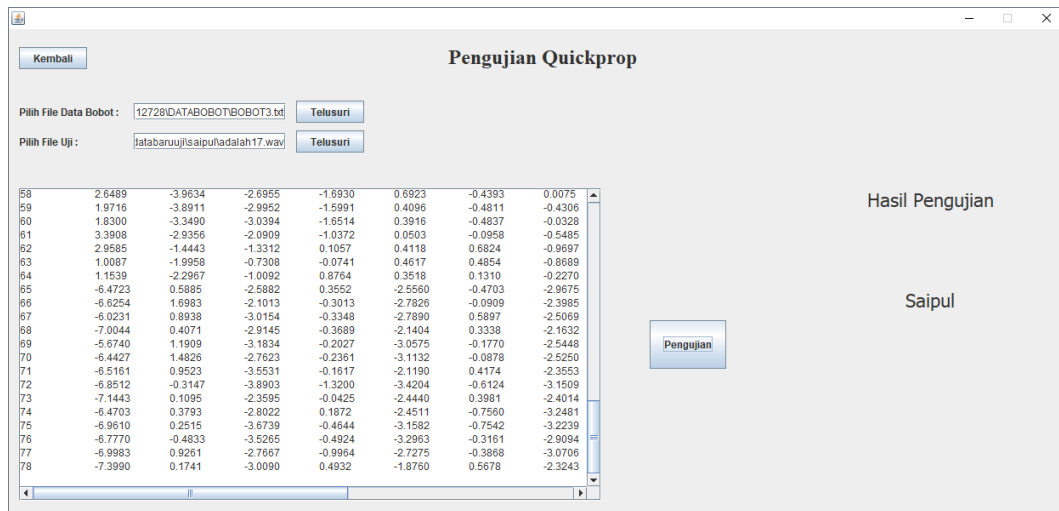 Kembali
Pengujian Quickprop
Pilih File Data Bobot : 12728\DATABOBOT\BOBOT3.txt Telusuri
Pilih File Uji : databaruuji\saipul\adalah17.wav Telusuri
58 2.6489 -3.9634 -2.6955 -1.6930 0.6923 -0.4393 0.0075
59 1.9716 -3.8911 -2.9952 -1.5991 0.4096 -0.4811 -0.4306
60 1.8300 -3.3490 -3.0394 -1.6514 0.3916 -0.4837 -0.0328
61 3.3908 -2.9356 -2.0909 -1.0372 0.0503 -0.0958 -0.5485
62 2.9585 -1.4443 -1.3312 0.1057 0.4118 0.6824 -0.9697
63 1.0087 -1.9958 -0.7308 -0.0741 0.4617 0.4854 -0.8689
64 1.1539 -2.2967 -1.0092 0.8764 0.3518 0.1310 -0.2270
65 -6.4723 0.5885 -2.5882 0.3552 -2.5560 -0.4703 -2.9675
66 -6.6254 1.6983 -2.1013 -0.3013 -2.7826 -0.0909 -2.3985
67 -6.0231 0.8938 -3.0154 -0.3348 -2.7890 0.5897 -2.5069
68 -7.0044 0.4071 -2.9145 -0.3689 -2.1404 0.3338 -2.1632
69 -5.6740 1.1909 -3.1834 -0.2027 -3.0575 -0.1770 -2.5448
70 -6.4427 1.4826 -2.7623 -0.2361 -3.1132 -0.0878 -2.5250
71 -6.5161 0.9523 -3.5531 -0.1617 -2.1190 0.4174 -2.3553
72 -6.8512 -0.3147 -3.8903 -1.3200 -3.4204 -0.6124 -3.1509
73 -7.1443 0.1095 -2.3595 -0.0425 -2.4440 0.3981 -2.4014
74 -6.4703 0.3793 -2.8022 0.1872 -2.4511 -0.7560 -3.2481
75 -6.9610 0.2515 -3.6739 -0.4644 -3.1582 -0.7542 -3.2239
76 -6.7770 -0.4833 -3.5265 -0.4924 -3.2963 -0.3161 -2.9094
77 -6.9983 0.9261 -2.7667 -0.9964 -2.7275 -0.3868 -3.0706
78 -7.3990 0.1741 -3.0090 0.4932 -1.8760 0.5678 -2.3243
Pengujian
Hasil Pengujian
Saipul